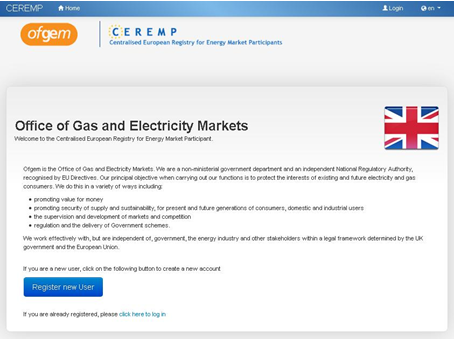 CEREMP Home Login en
ofgem
CEREMP
Centralised European Registry for Energy Market Participants
Office of Gas and Electricity Markets
Welcome to the Centralised European Registry for Energy Market Participant.
Ofgem is the Office of Gas and Electricity Markets. We are a non-ministerial government department and an independent National Regulatory Authority,
recognised by EU Directives. Our principal objective when carrying out our functions is to protect the interests of existing and future electricity and gas
consumers. We do this in a variety of ways including:
• promoting value for money
• promoting security of supply and sustainability, for present and future generations of consumers, domestic and industrial users
• the supervision and development of markets and competition
• regulation and the delivery of Government schemes.
We work effectively with, but are independent of, government, the energy industry and other stakeholders within a legal framework determined by the UK
government and the European Union.
If you are a new user, click on the following button to create a new account
Register new User
If you are already registered, please click here to log in